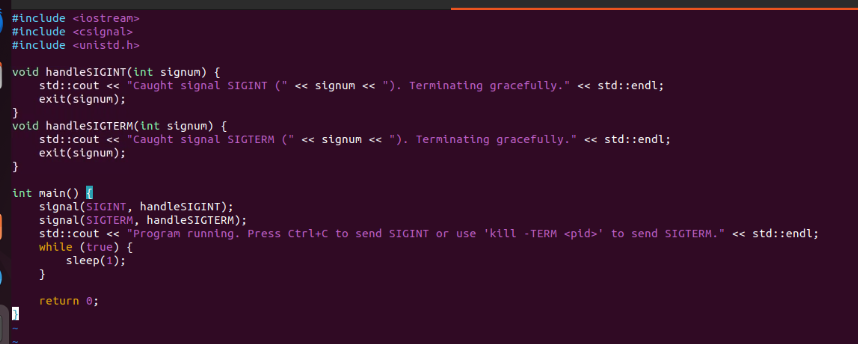 #include <iostream>
#include <csignal>
#include <unistd.h>

void handleSIGINT(int signum) {
    std::cout << "Caught signal SIGINT (" << signum << "). Terminating gracefully." << std::endl;
    exit(signum);
}
void handleSIGTERM(int signum) {
    std::cout << "Caught signal SIGTERM (" << signum << "). Terminating gracefully." << std::endl;
    exit(signum);
}

int main() {
    signal(SIGINT, handleSIGINT);
    signal(SIGTERM, handleSIGTERM);
    std::cout << "Program running. Press Ctrl+C to send SIGINT or use 'kill -TERM <pid>' to send SIGTERM." << std::endl;
    while (true) {
        sleep(1);
    }

    return 0;
}
~
~